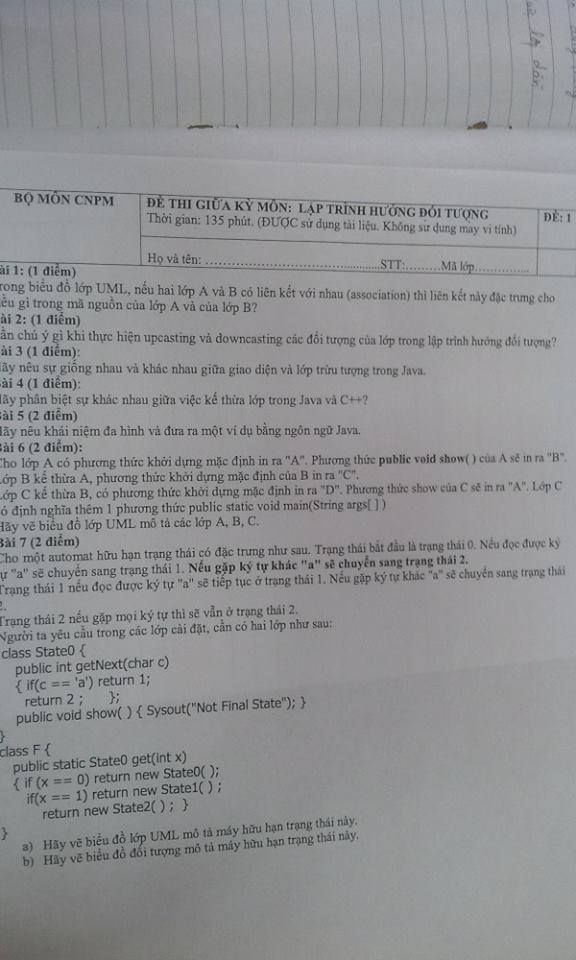 lớp dẫn
BỘ MÔN CNPM
ĐỀ THI GIỮA KỲ MÔN: LẬP TRÌNH HƯỚNG ĐỐI TƯỢNG
Thời gian: 135 phút. (ĐƯỢC sử dụng tài liệu. Không sử dụng máy vi tính)
ĐỀ: 1
Họ và tên: ..........................................STT:.........Mã lớp...............
ài 1: (1 điểm)
rong biểu đồ lớp UML, nếu hai lớp A và B có liên kết với nhau (association) thì liên kết này đặc trưng cho
iều gì trong mã nguồn của lớp A và của lớp B?
ài 2: (1 điểm)
ần chú ý gì khi thực hiện upcasting và downcasting các đối tượng của lớp trong lập trình hướng đối tượng?
ài 3 (1 điểm):
ãy nêu sự giống nhau và khác nhau giữa giao diện và lớp trừu tượng trong Java.
ài 4 (1 điểm):
ãy phân biệt sự khác nhau giữa việc kế thừa lớp trong Java và C++?
ài 5 (2 điểm)
Hãy nêu khái niệm đa hình và đưa ra một ví dụ bằng ngôn ngữ Java.
Bài 6 (2 điểm):
Cho lớp A có phương thức khởi dựng mặc định in ra "A". Phương thức public void show( ) của A sẽ in ra "B".
Lớp B kế thừa A, phương thức khởi dựng mặc định của B in ra "C".
Lớp C kế thừa B, có phương thức khởi dựng mặc định in ra "D". Phương thức show của C sẽ in ra "A". Lớp C
ó định nghĩa thêm 1 phương thức public static void main(String args[ ] )
Hãy vẽ biểu đồ lớp UML mô tả các lớp A, B, C.
Bài 7 (2 điểm)
Cho một automat hữu hạn trạng thái có đặc trưng như sau. Trạng thái bắt đầu là trạng thái 0. Nếu đọc được ký
ự "a" sẽ chuyển sang trạng thái 1. Nếu gặp ký tự khác "a" sẽ chuyển sang trạng thái 2.
Trạng thái 1 nếu đọc được ký tự "a" sẽ tiếp tục ở trạng thái 1. Nếu gặp ký tự khác "a" sẽ chuyển sang trạng thái
2.
Trạng thái 2 nếu gặp mọi ký tự thì sẽ vẫn ở trạng thái 2.
Người ta yêu cầu trong các lớp cài đặt, cần có hai lớp như sau:
class State0 {
public int getNext(char c)
{ if(c == 'a') return 1;
return 2 ; };
public void show( ) { Sysout("Not Final State"); }
}
class F {
public static State0 get(int x)
{ if (x == 0) return new State0( );
if(x == 1) return new State1( ) ;
return new State2( ) ; }
}
a) Hãy vẽ biểu đồ lớp UML mô tả máy hữu hạn trạng thái này.
b) Hãy vẽ biểu đồ đối tượng mô tả máy hữu hạn trạng thái này.